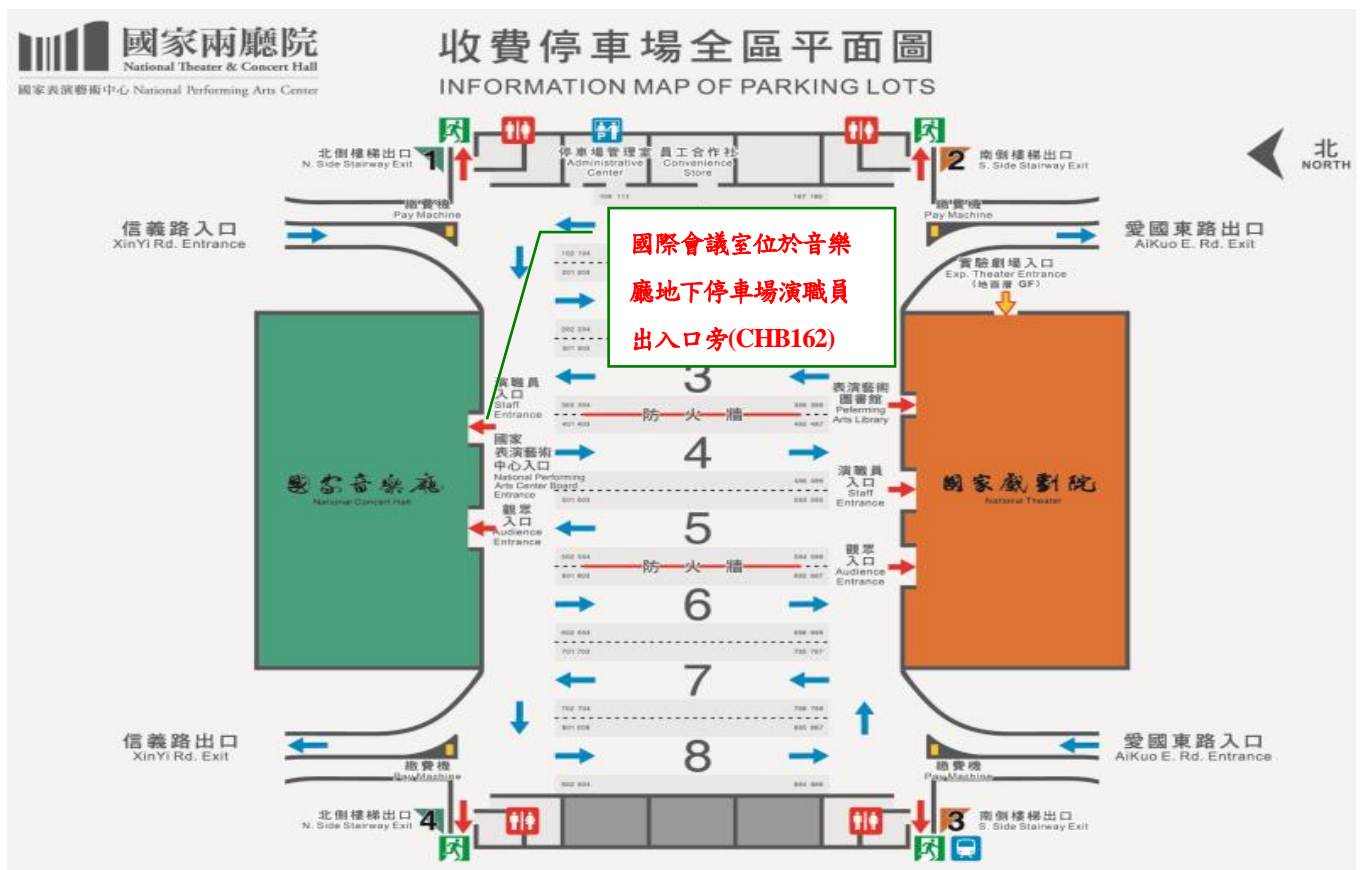 國家兩廳院
National Theater & Concert Hall
國家表演藝術中心 National Performing Arts Center
收費停車場全區平面圖
INFORMATION MAP OF PARKING LOTS
北
NORTH
北側樓梯出口
N. Side Stairway Exit
1
停車場管理室
Administrative
Center
員工合作社
Convenience
Store
2
南側樓梯出口
S. Side Stairway Exit
繳費機
Pay Machine
繳費機
Pay Machine
信義路入口
XinYi Rd. Entrance
愛國東路出口
AiKuo E. Rd. Exit
國際會議室位於音樂
廳地下停車場演職員
出入口旁(CHB162)
實驗劇場入口
Exp. Theater Entrance
(地面層 GF)
3
演職員
入口
Staff
Entrance
表演藝術
圖書館
Peferming
Arts Library
防火牆
4
國家
表演藝術
中心入口
National Performing
Arts Center Board
Entrance
國家音樂廳
National Concert Hall
演職員
入口
Staff
Entrance
國家戲劇院
National Theater
觀眾
入口
Audience
Entrance
5
觀眾
入口
Audience
Entrance
防火牆
6
7
信義路出口
XinYi Rd. Exit
8
愛國東路入口
AiKuo E. Rd. Entrance
繳費機
Pay Machine
繳費機
Pay Machine
北側樓梯出口
N. Side Stairway Exit
4
3
南側樓梯出口
S. Side Stairway Exit